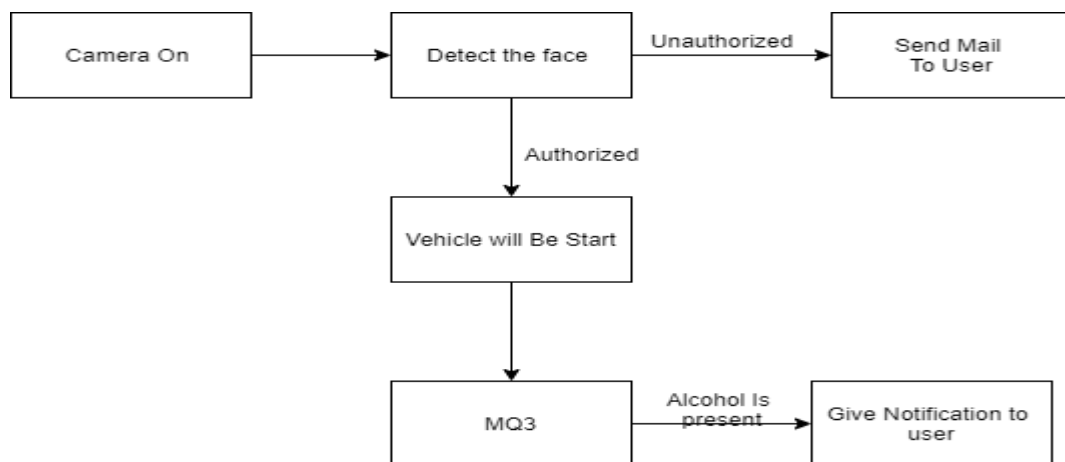 Camera On
Detect the face
Unauthorized
Send Mail
To User
Authorized
Vehicle will Be Start
MQ3
Alcohol Is
present
Give Notification to
user